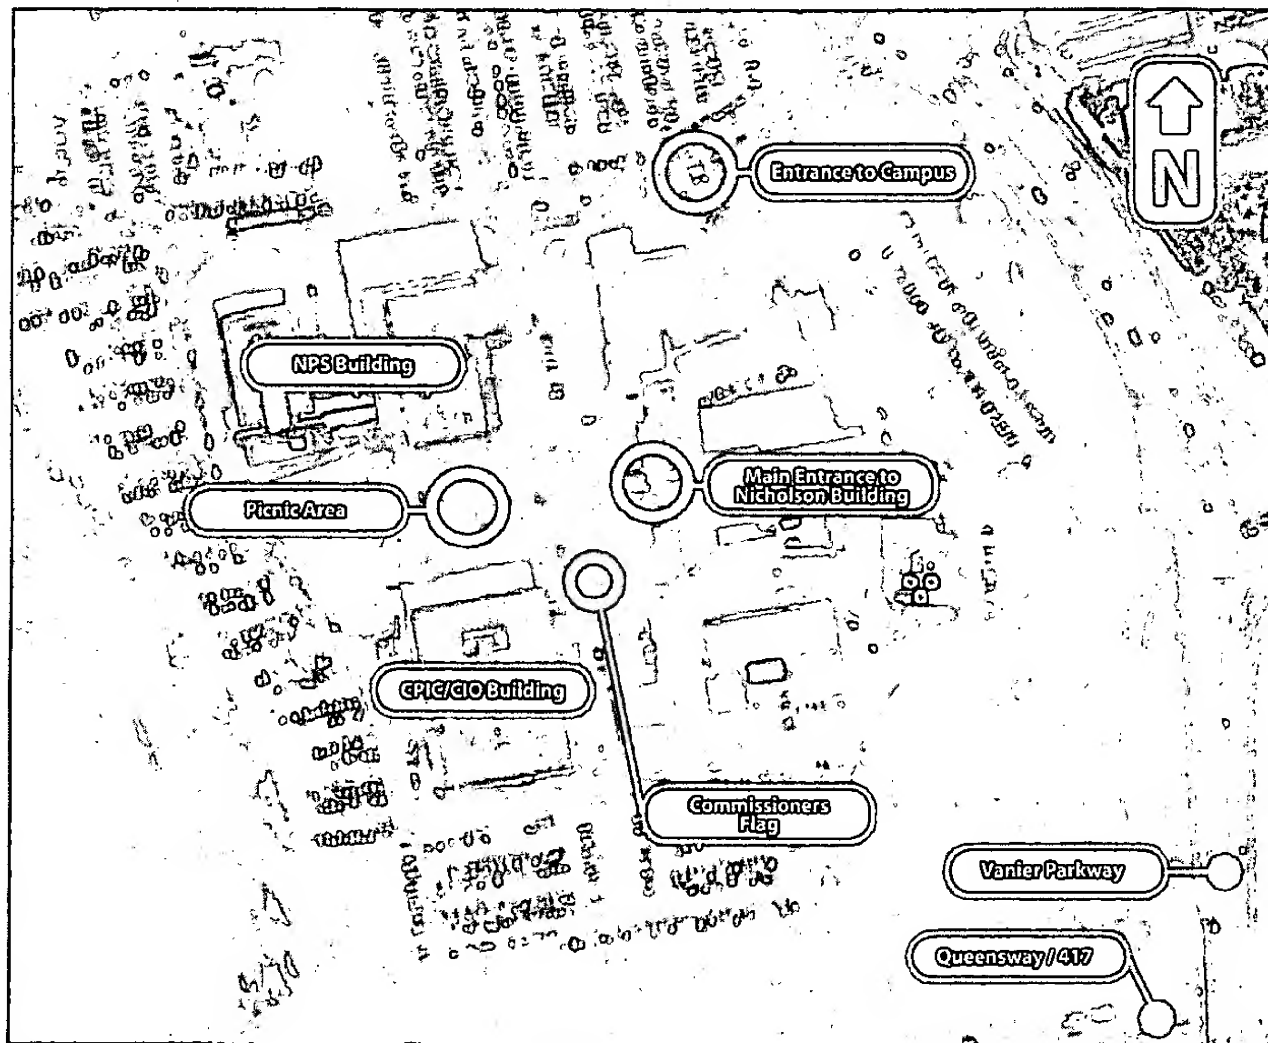 N
Entrance to Campus
NPS Building
Main Entrance to
Nicholson Building
Picnic Area
CPIC/CIO Building
Commissioners
Flag
Vanier Parkway
Queensway / 417